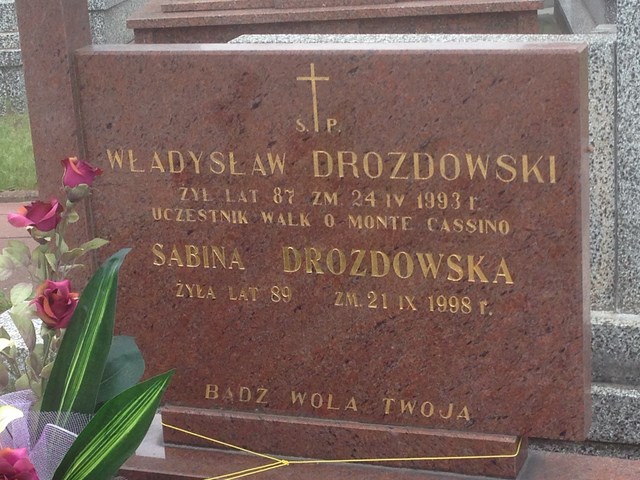 Ś. P.
WŁADYSŁAW DROZDOWSKI
ŻYŁ LAT 87 ZM. 24 IV 1993 r.
UCZESTNIK WALK O MONTE CASSINO
SABINA DROZDOWSKA
ŻYŁA LAT 89 ZM. 21 IX 1998 r.
BĄDŹ WOLA TWOJA